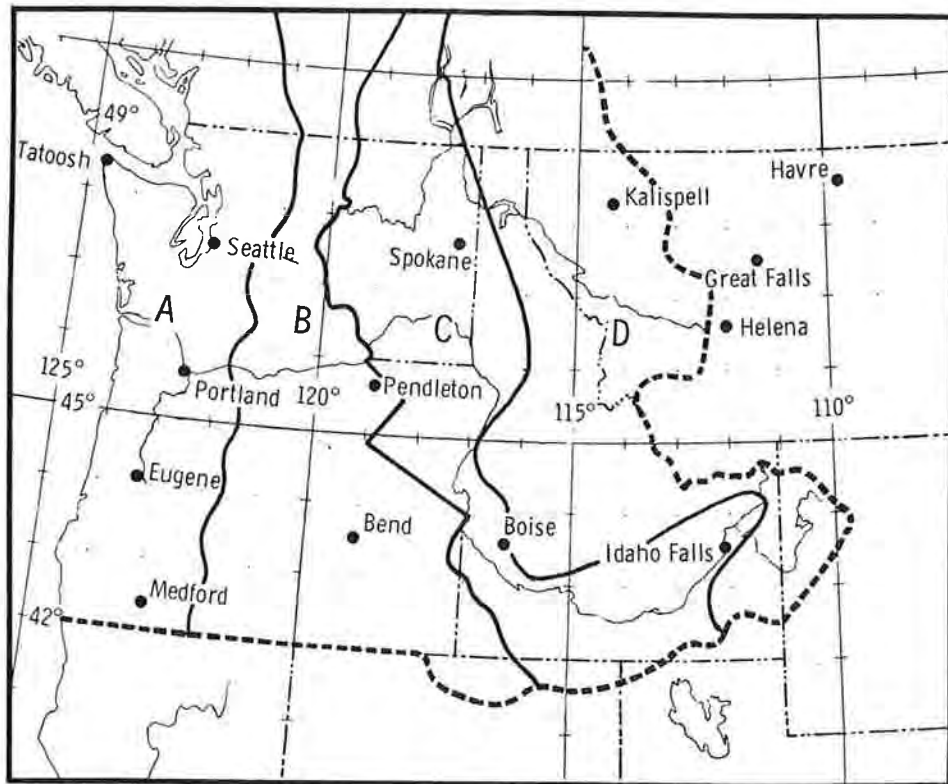 49°
Tatoosh
Havre
Kalispell
Seattle
Spokane
Great Falls
A
B
C
D
Helena
125°
Portland
120°
Pendleton
115°
110°
45°
Eugene
Bend
Boise
Idaho Falls
Medford
42°